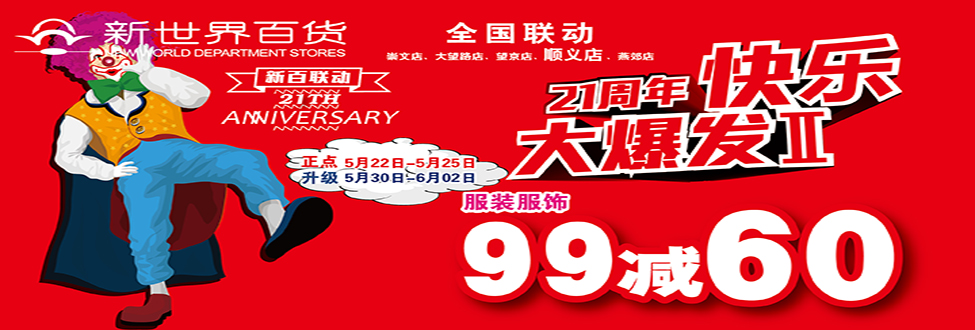 新世界百货
NEW WORLD DEPARTMENT STORES
新百联动
21TH
ANNIVERSARY
全国联动
崇文店、大望路店、望京店、顺义店、燕郊店
21周年 快乐
大爆发Ⅱ
正点 5月22日-5月25日
升级 5月30日-6月02日
服装服饰
99减60